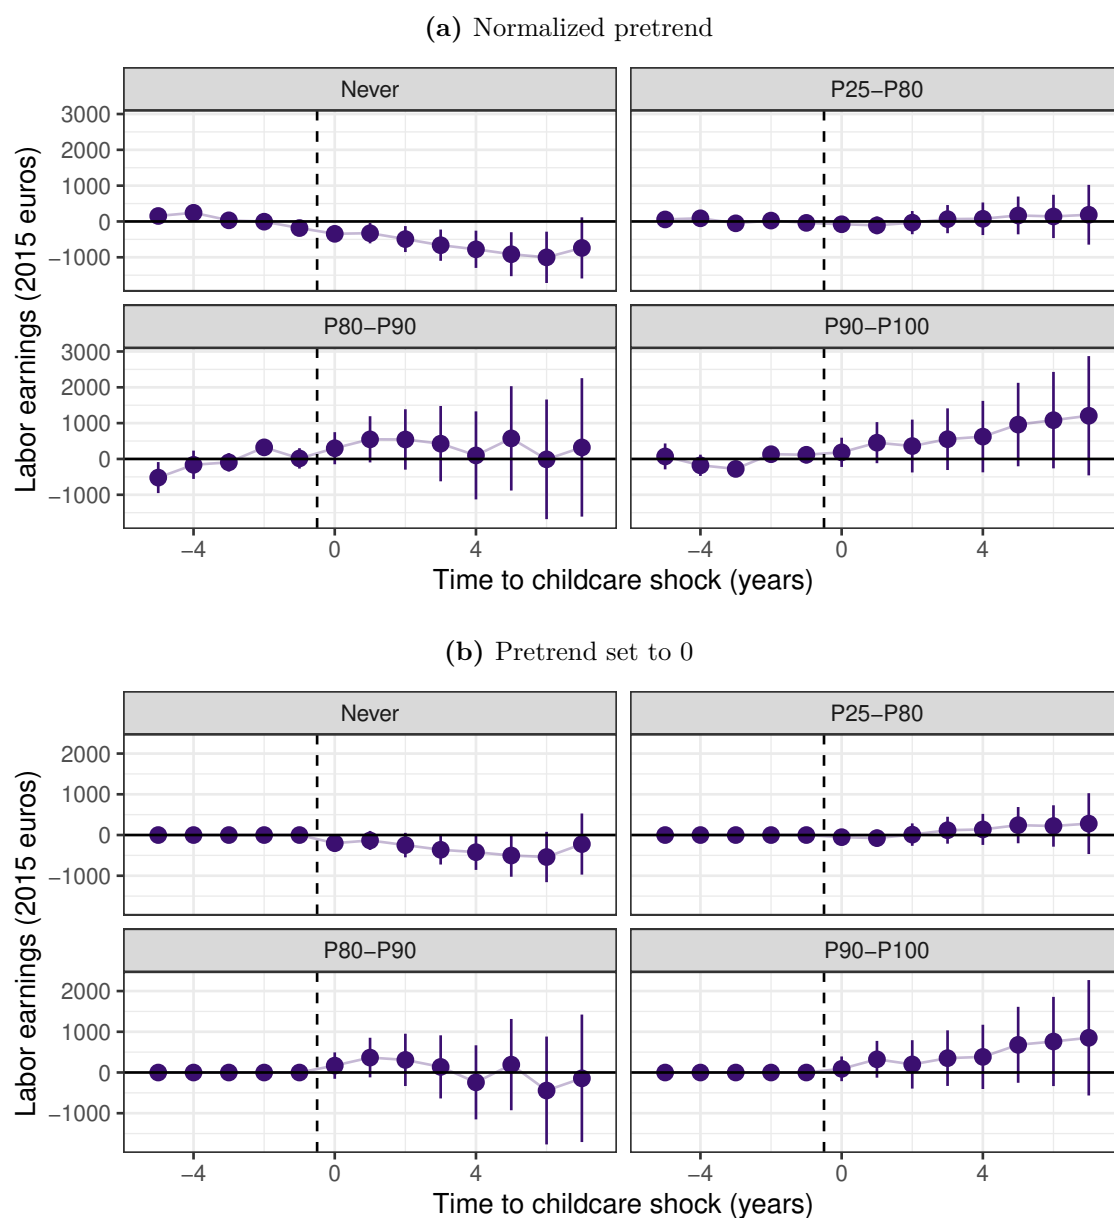 (a) Normalized pretrend
Never
P25−P80
3000
2000
1000
0
−1000
P80−P90
P90−P100
3000
2000
1000
0
−1000
−4 0 4
−4 0 4
Labor earnings (2015 euros)
Time to childcare shock (years)
(b) Pretrend set to 0
Never
P25−P80
2000
1000
0
−1000
P80−P90
P90−P100
2000
1000
0
−1000
−4 0 4
−4 0 4
Labor earnings (2015 euros)
Time to childcare shock (years)